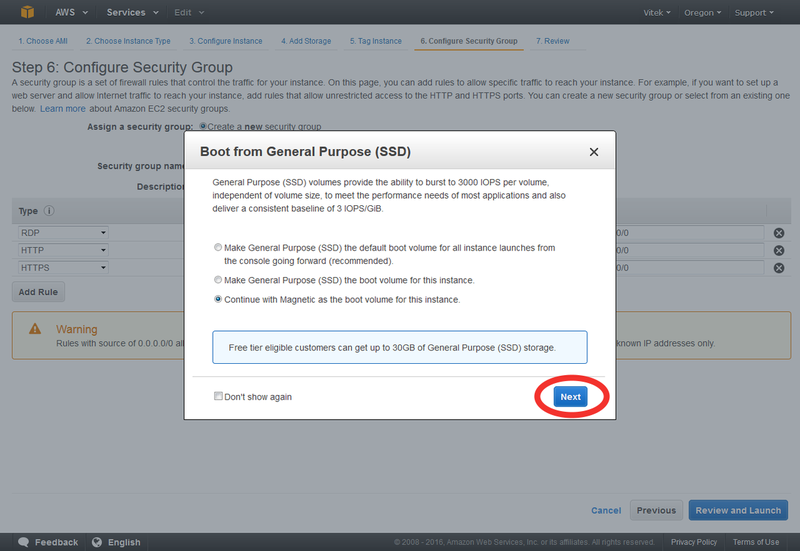 AWS Services Edit Vitek Oregon Support
1. Choose AMI 2. Choose Instance Type 3. Configure Instance 4. Add Storage 5. Tag Instance 6. Configure Security Group 7. Review
Step 6: Configure Security Group
A security group is a set of firewall rules that control the traffic for your instance. On this page, you can add rules to allow specific traffic to reach your instance. For example, if you want to set up a
web server and allow Internet traffic to reach your instance, add rules that allow unrestricted access to the HTTP and HTTPS ports. You can create a new security group or select from an existing one
below. Learn more about Amazon EC2 security groups.
Assign a security group: Create a new security group
Security group name
Description
Boot from General Purpose (SSD)
General Purpose (SSD) volumes provide the ability to burst to 3000 IOPS per volume,
independent of volume size, to meet the performance needs of most applications and also
deliver a consistent baseline of 3 IOPS/GiB.
Make General Purpose (SSD) the default boot volume for all instance launches from
the console going forward (recommended).
Make General Purpose (SSD) the boot volume for this instance.
Continue with Magnetic as the boot volume for this instance.
Free tier eligible customers can get up to 30GB of General Purpose (SSD) storage.
Don't show again Next
Type
RDP 0/0
HTTP 0/0
HTTPS 0/0
Add Rule
Warning
Rules with source of 0.0.0.0/0 all known IP addresses only.
Cancel Previous Review and Launch
Feedback English © 2008 - 2016, Amazon Web Services, Inc. or its affiliates. All rights reserved. Privacy Policy Terms of Use